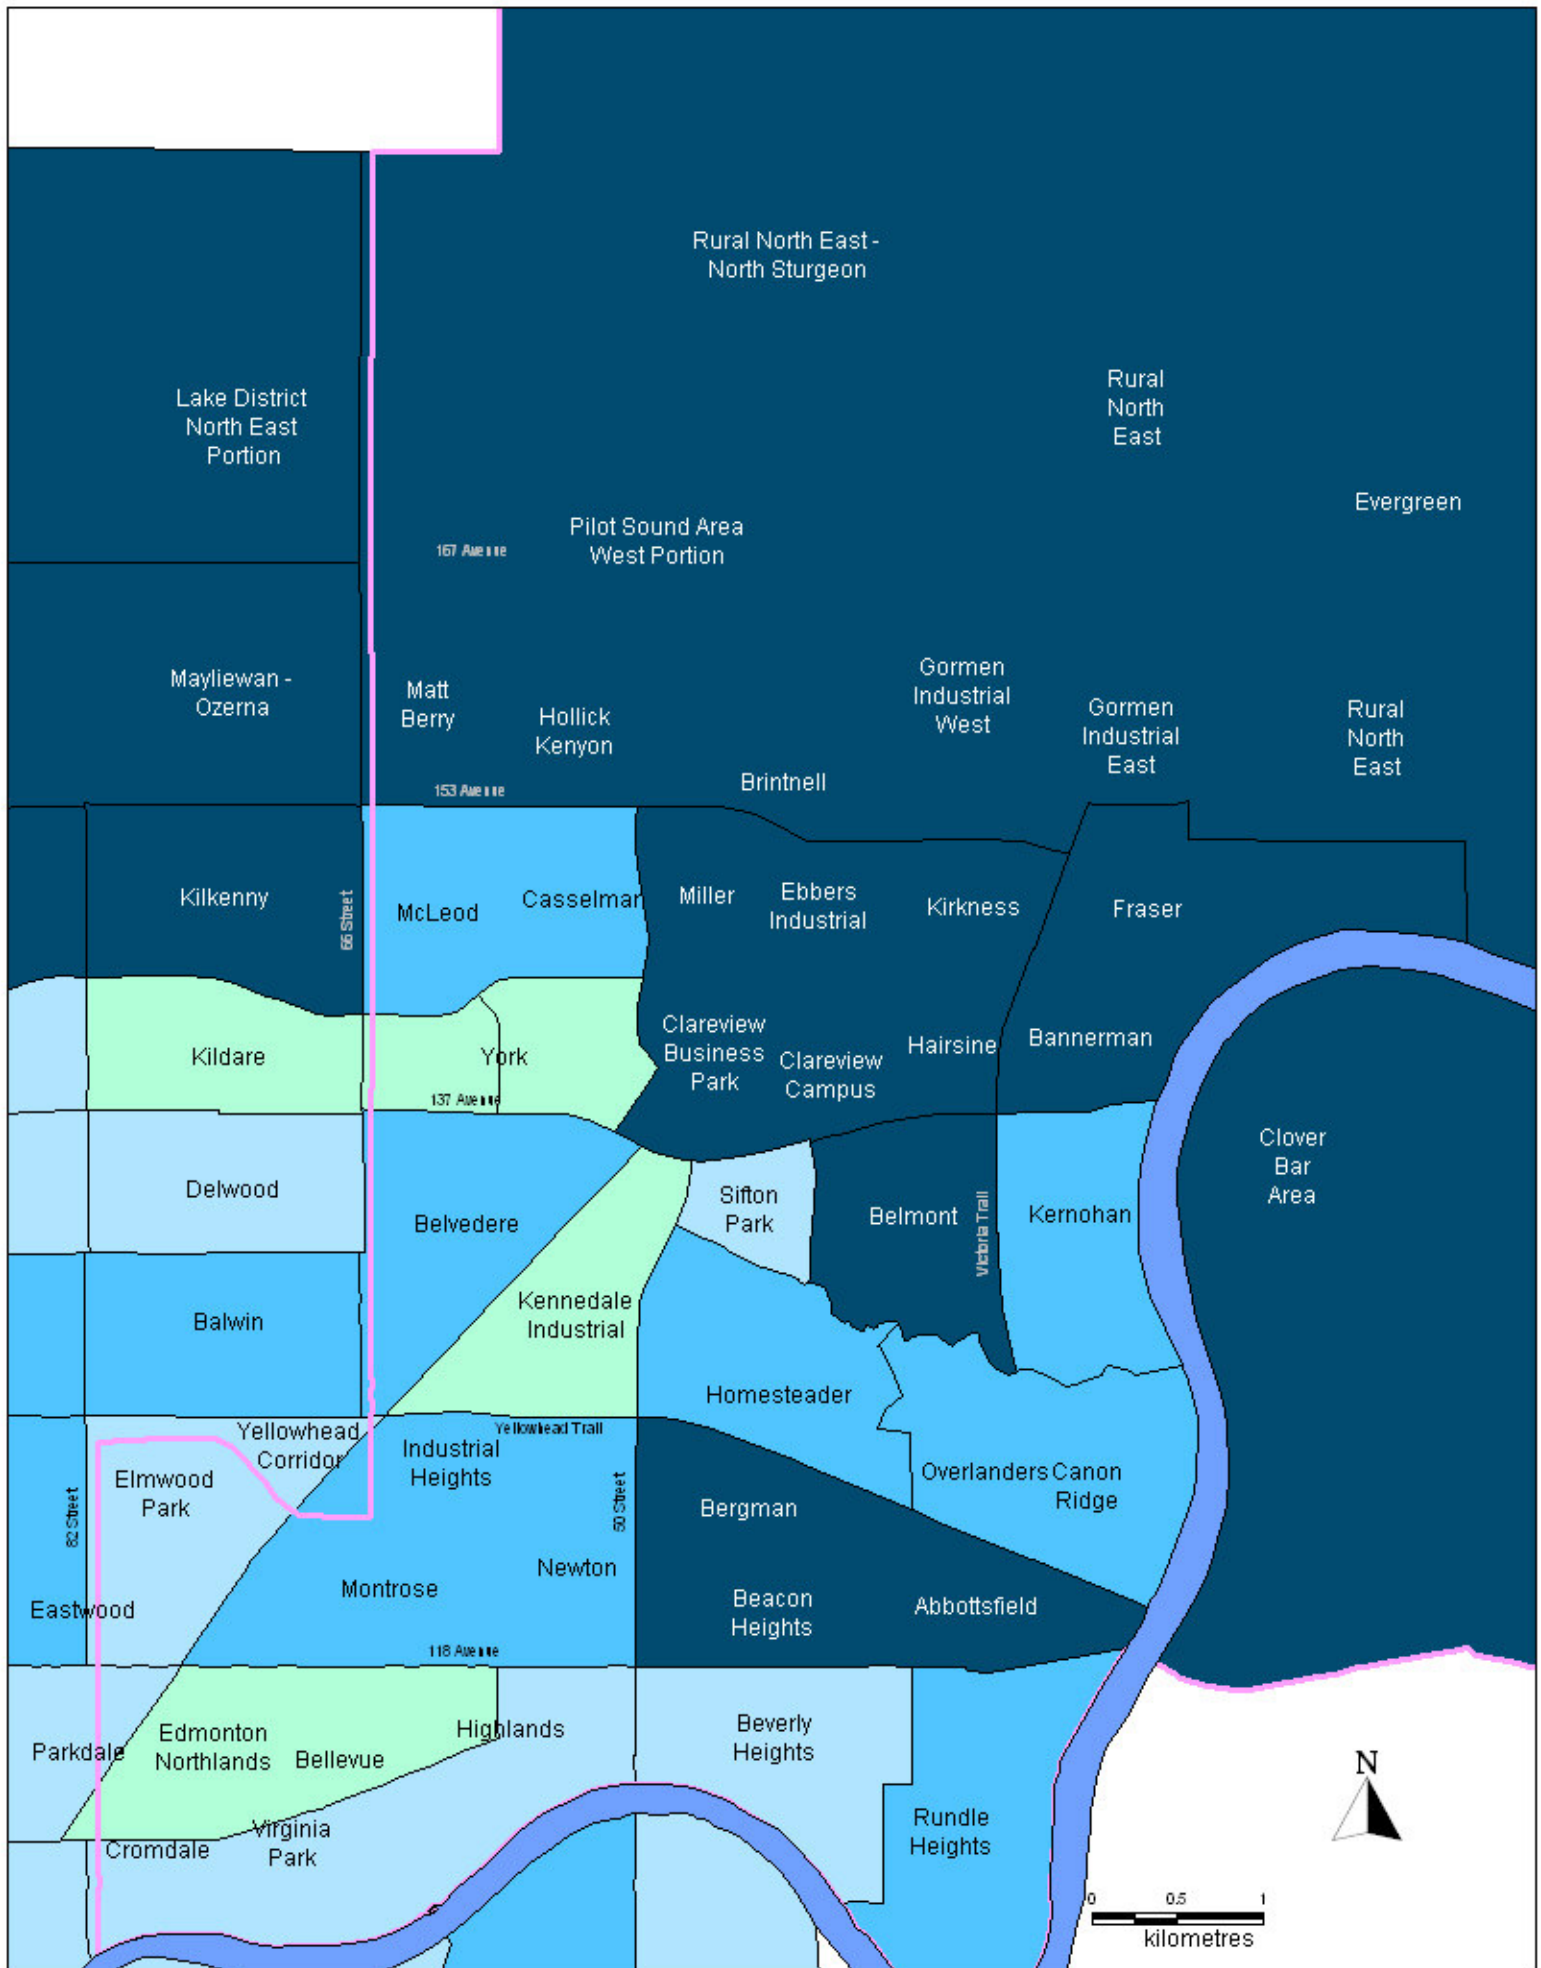 Rural North East -
North Sturgeon
Rural
North
East
Lake District
North East
Portion
Evergreen
Pilot Sound Area
West Portion
167 Avenue
Mayliewan -
Ozerna
Matt
Berry
Hollick
Kenyon
Gormen
Industrial
West
Gormen
Industrial
East
Rural
North
East
Brintnell
153 Avenue
Kilkenny
66 Street
McLeod
Casselman
Miller
Ebbers
Industrial
Kirkness
Fraser
Kildare
York
Clareview
Business
Park
Clareview
Campus
Hairsine
Bannerman
137 Avenue
Delwood
Belvedere
Sifton
Park
Belmont
Victoria Trail
Kernohan
Clover
Bar
Area
Balwin
Kennedale
Industrial
Homesteader
Yellowhead
Corridor
Yellowhead Trail
Industrial
Heights
Elmwood
Park
82 Street
50 Street
Bergman
Overlanders
Canon
Ridge
Newton
Montrose
Eastwood
Beacon
Heights
Abbottsfield
118 Avenue
Parkdale
Edmonton
Northlands
Bellevue
Highlands
Beverly
Heights
Cromdale
Virginia
Park
Rundle
Heights
N
0 0.5 1
kilometres